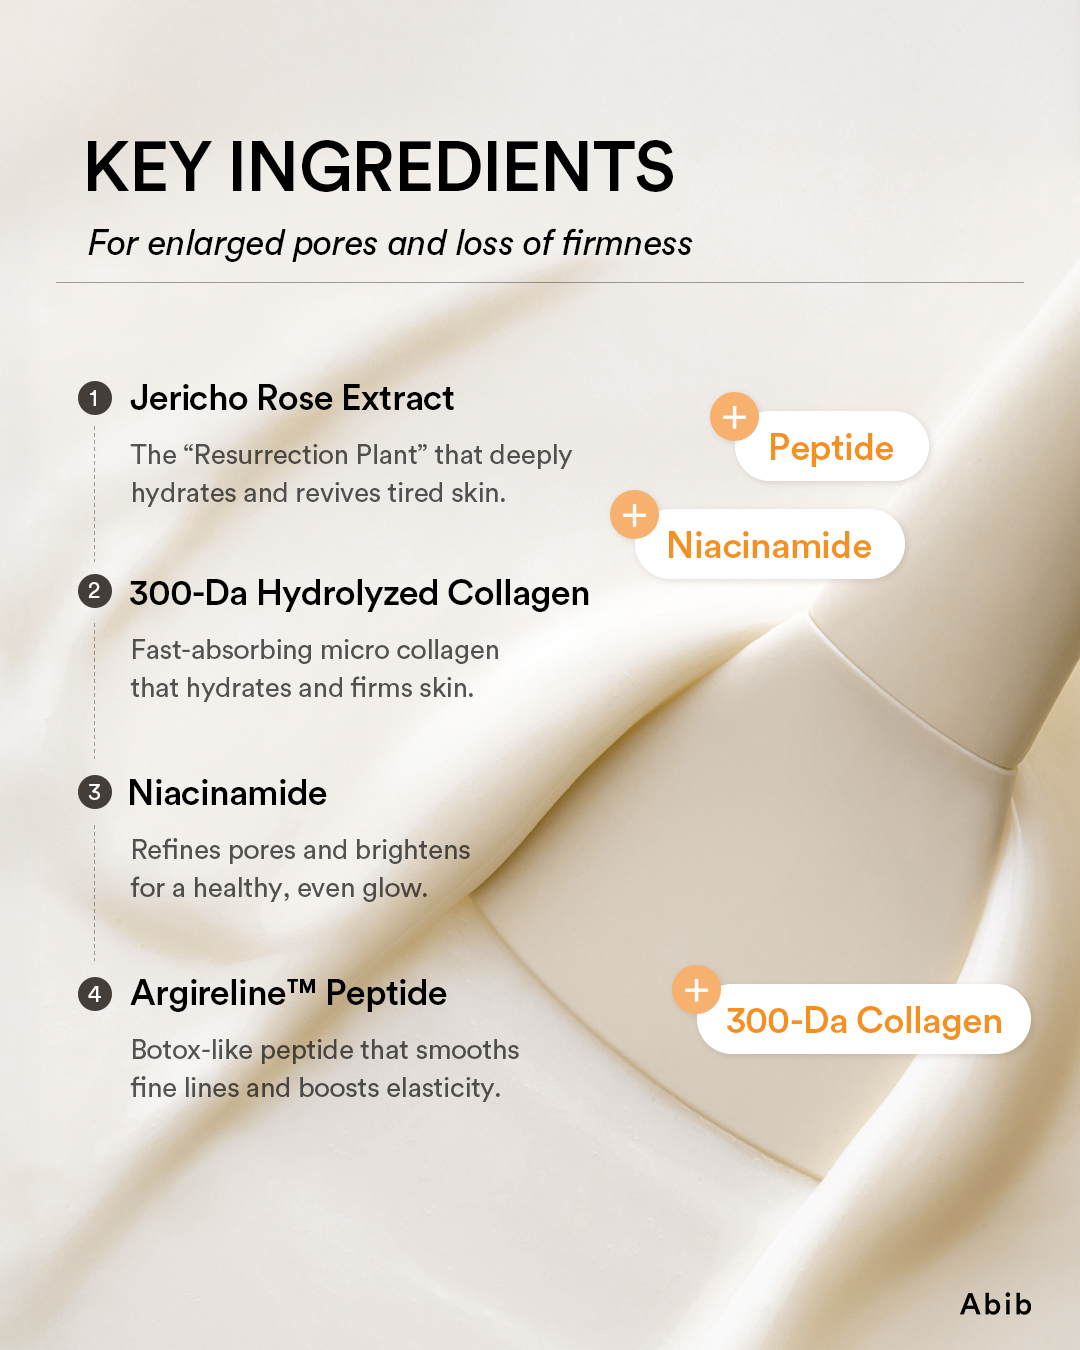 KEY INGREDIENTS
For enlarged pores and loss of firmness
1 Jericho Rose Extract
The “Resurrection Plant” that deeply
hydrates and revives tired skin.
+ Peptide
+ Niacinamide
2 300-Da Hydrolyzed Collagen
Fast-absorbing micro collagen
that hydrates and firms skin.
3 Niacinamide
Refines pores and brightens
for a healthy, even glow.
4 Argireline™ Peptide
Botox-like peptide that smooths
fine lines and boosts elasticity.
+ 300-Da Collagen
Abib